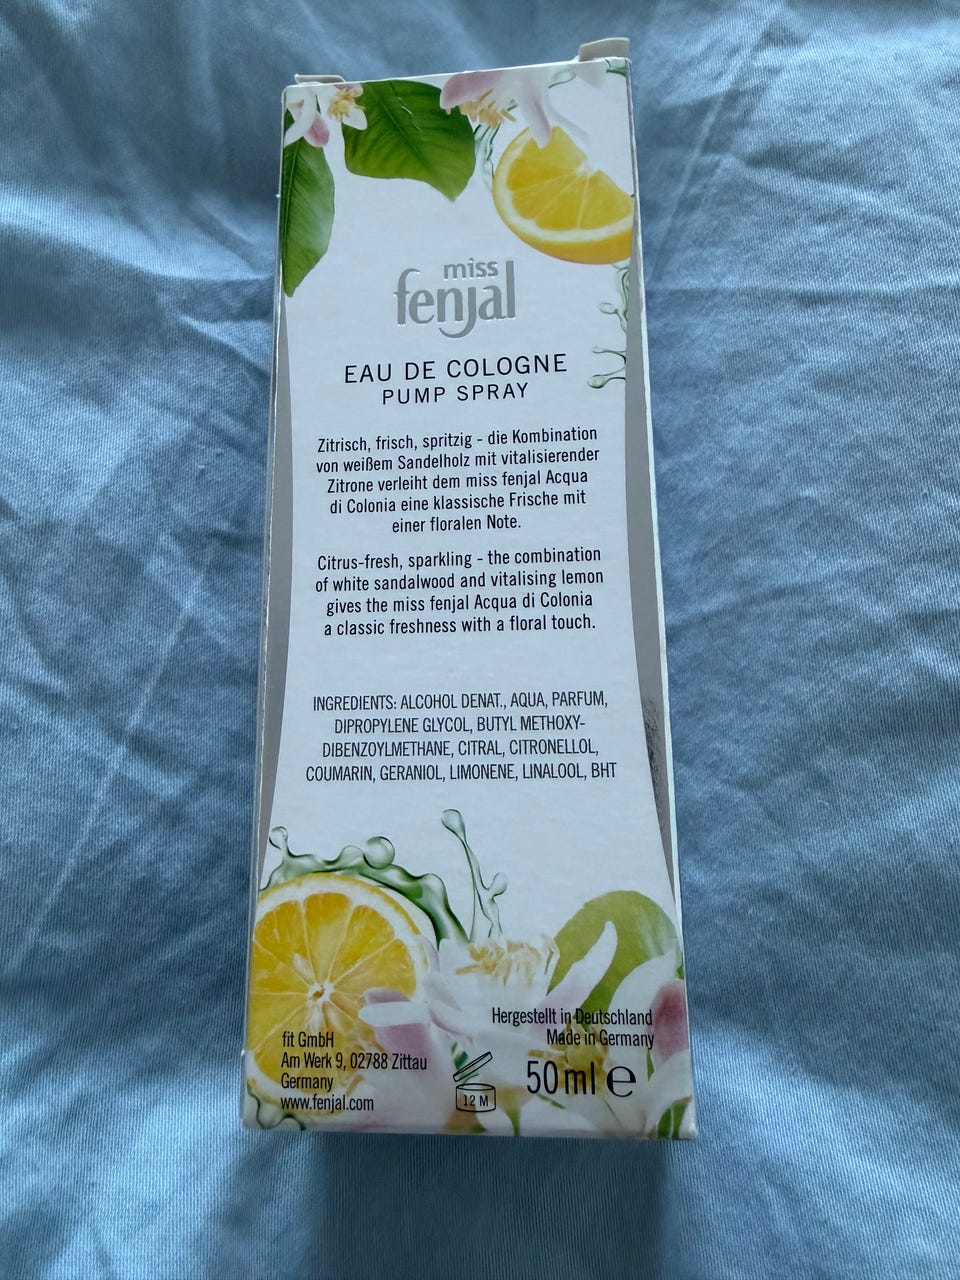 miss
fenjal
EAU DE COLOGNE
PUMP SPRAY
Zitrisch, frisch, spritzig - die Kombination
von weißem Sandelholz mit vitalisierender
Zitrone verleiht dem miss fenjal Acqua
di Colonia eine klassische Frische mit
einer floralen Note.
Citrus-fresh, sparkling - the combination
of white sandalwood and vitalising lemon
gives the miss fenjal Acqua di Colonia
a classic freshness with a floral touch.
INGREDIENTS: ALCOHOL DENAT., AQUA, PARFUM,
DIPROPYLENE GLYCOL, BUTYL METHOXY-
DIBENZOYLMETHANE, CITRAL, CITRONELLOL,
COUMARIN, GERANIOL, LIMONENE, LINALOOL, BHT
fit GmbH
Am Werk 9, 02788 Zittau
Germany
www.fenjal.com
12 M
Hergestellt in Deutschland
Made in Germany
50 ml e